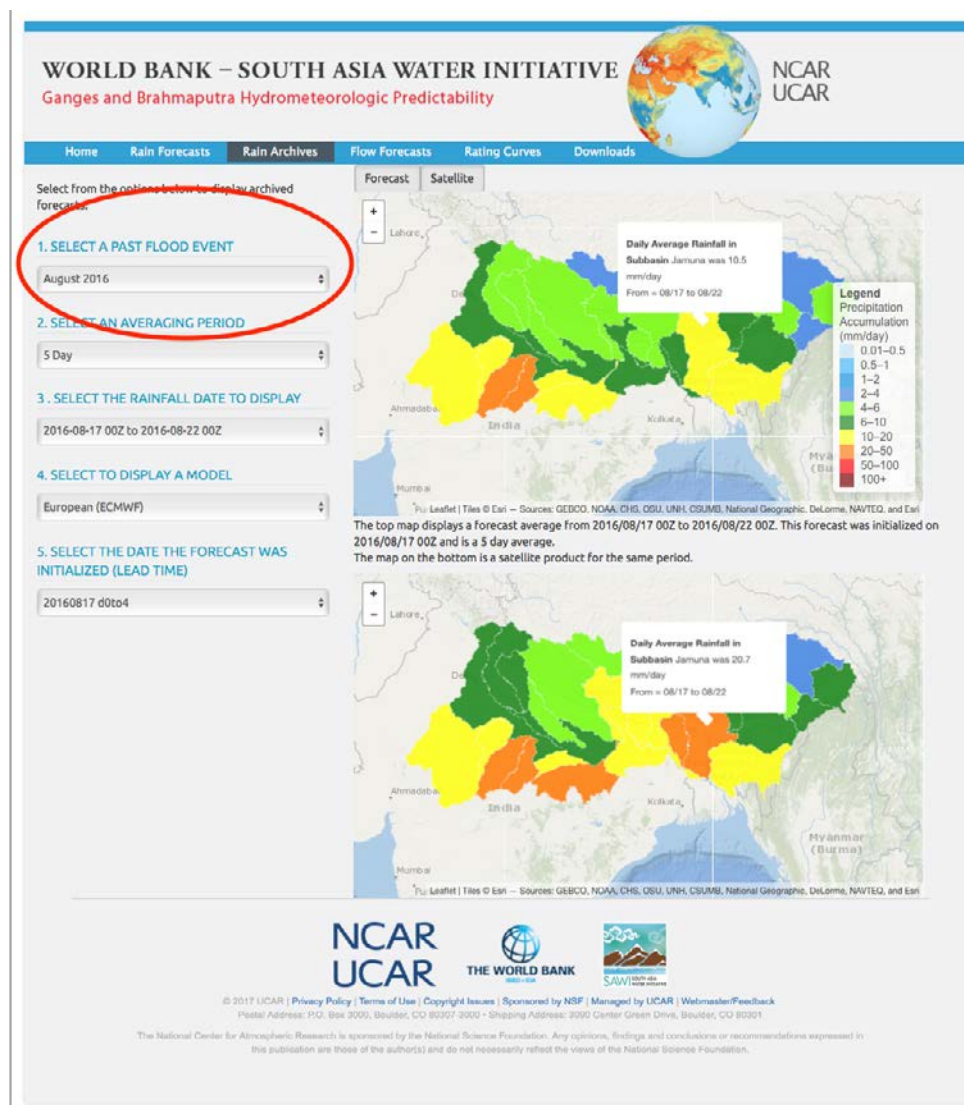 WORLD BANK – SOUTH ASIA WATER INITIATIVE
Ganges and Brahmaputra Hydrometeorologic Predictability
NCAR
UCAR
Home Rain Forecasts Rain Archives Flow Forecasts Rating Curves Downloads
Select from the options below to display archived
forecasts.
1. SELECT A PAST FLOOD EVENT
August 2016
2. SELECT AN AVERAGING PERIOD
5 Day
3 . SELECT THE RAINFALL DATE TO DISPLAY
2016-08-17 00Z to 2016-08-22 00Z
4. SELECT TO DISPLAY A MODEL
European (ECMWF)
5. SELECT THE DATE THE FORECAST WAS
INITIALIZED (LEAD TIME)
20160817 d0to4
Forecast Satellite
+
−
Lahore
De
Daily Average Rainfall in
Subbasin Jamuna was 10.5
mm/day
From = 08/17 to 08/22
Legend
Precipitation
Accumulation
(mm/day)
0.01–0.5
0.5–1
1–2
2–4
4–6
6–10
10–20
20–50
50–100
100+
Ahmadaba
India
Kolkata
Mya
(Bu
Mumbai
Pu Leaflet | Tiles © Esri — Sources: GEBCO, NOAA, CHS, OSU, UNH, CSUMB, National Geographic, DeLorme, NAVTEQ, and Esri
The top map displays a forecast average from 2016/08/17 00Z to 2016/08/22 00Z. This forecast was initialized on
2016/08/17 00Z and is a 5 day average.
The map on the bottom is a satellite product for the same period.
+
−
Lahore
De
Daily Average Rainfall in
Subbasin Jamuna was 20.7
mm/day
From = 08/17 to 08/22
Ahmadaba
India
Kolkata
Myanmar
(Burma)
Mumbai
Pu Leaflet | Tiles © Esri — Sources: GEBCO, NOAA, CHS, OSU, UNH, CSUMB, National Geographic, DeLorme, NAVTEQ, and Esri
NCAR
UCAR
THE WORLD BANK
IBRD • IDA
SAWI SOUTH ASIA
WATER INITIATIVE
© 2017 UCAR | Privacy Policy | Terms of Use | Copyright Issues | Sponsored by NSF | Managed by UCAR | Webmaster/Feedback
Postal Address: P.O. Box 3000, Boulder, CO 80307-3000 • Shipping Address: 3090 Center Green Drive, Boulder, CO 80301
The National Center for Atmospheric Research is sponsored by the National Science Foundation. Any opinions, findings and conclusions or recommendations expressed in
this publication are those of the author(s) and do not necessarily reflect the views of the National Science Foundation.